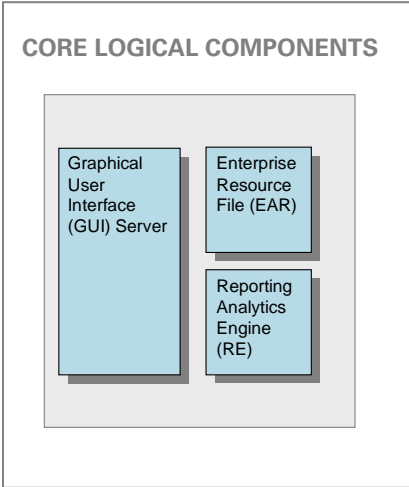 CORE LOGICAL COMPONENTS
Graphical
User
Interface
(GUI) Server
Enterprise
Resource
File (EAR)
Reporting
Analytics
Engine
(RE)